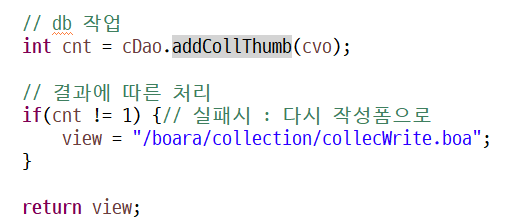 // db 작업
int cnt = cDao.addCollThumb(cvo);
// 결과에 따른 처리
if(cnt != 1) {// 실패시 : 다시 작성폼으로
view = "/boara/collection/collecWrite.boa";
}
return view;